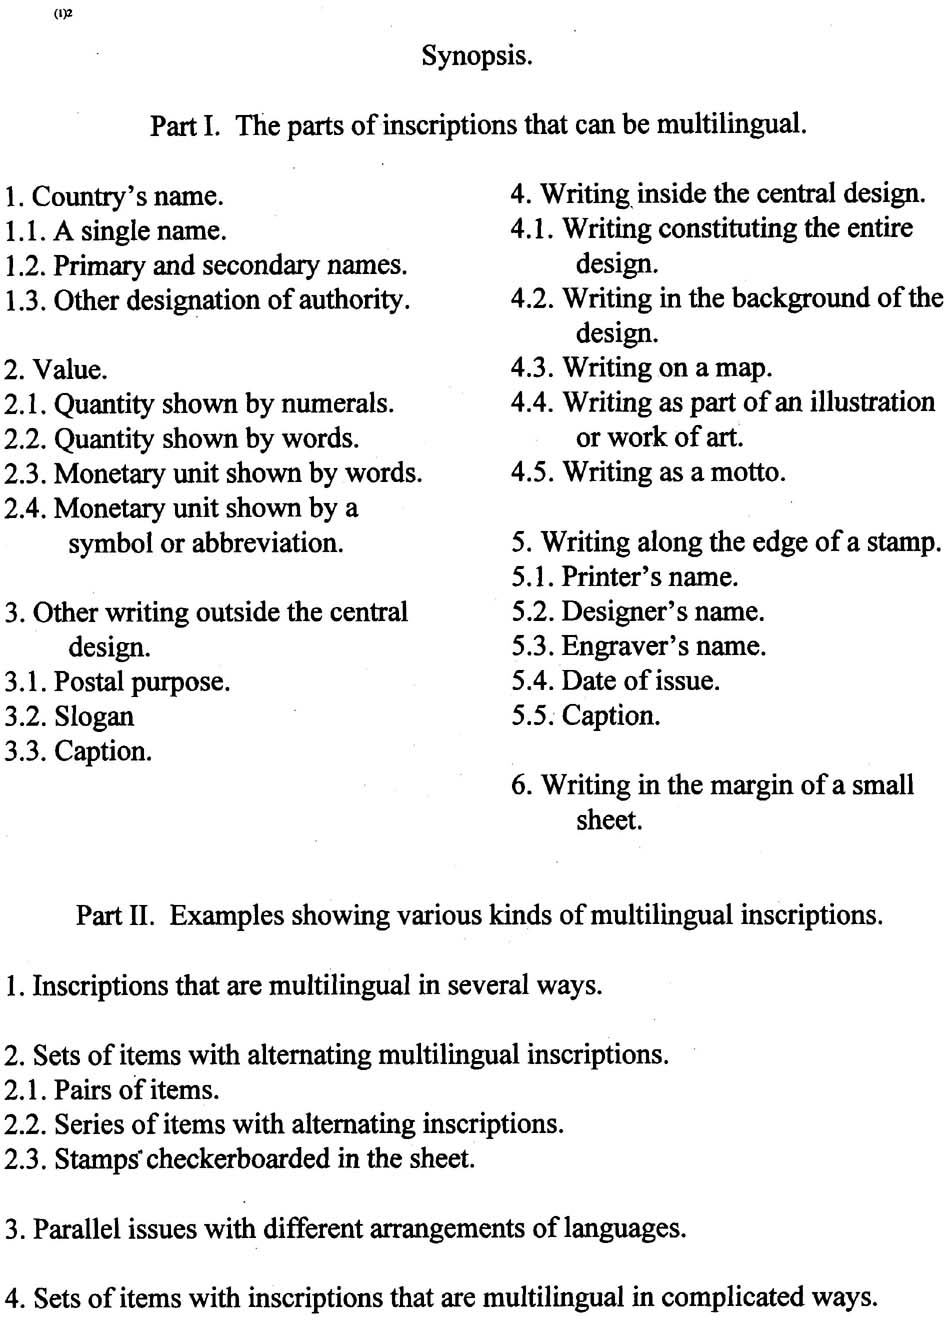 (1)2
Synopsis.
Part I. The parts of inscriptions that can be multilingual.
1. Country's name.
1.1. A single name.
1.2. Primary and secondary names.
1.3. Other designation of authority.
2. Value.
2.1. Quantity shown by numerals.
2.2. Quantity shown by words.
2.3. Monetary unit shown by words.
2.4. Monetary unit shown by a
symbol or abbreviation.
3. Other writing outside the central
design.
3.1. Postal purpose.
3.2. Slogan
3.3. Caption.
4. Writing inside the central design.
4.1. Writing constituting the entire
design.
4.2. Writing in the background of the
design.
4.3. Writing on a map.
4.4. Writing as part of an illustration
or work of art.
4.5. Writing as a motto.
5. Writing along the edge of a stamp.
5.1. Printer's name.
5.2. Designer's name.
5.3. Engraver's name.
5.4. Date of issue.
5.5. Caption.
6. Writing in the margin of a small
sheet.
Part II. Examples showing various kinds of multilingual inscriptions.
1. Inscriptions that are multilingual in several ways.
2. Sets of items with alternating multilingual inscriptions.
2.1. Pairs of items.
2.2. Series of items with alternating inscriptions.
2.3. Stamps checkerboarded in the sheet.
3. Parallel issues with different arrangements of languages.
4. Sets of items with inscriptions that are multilingual in complicated ways.